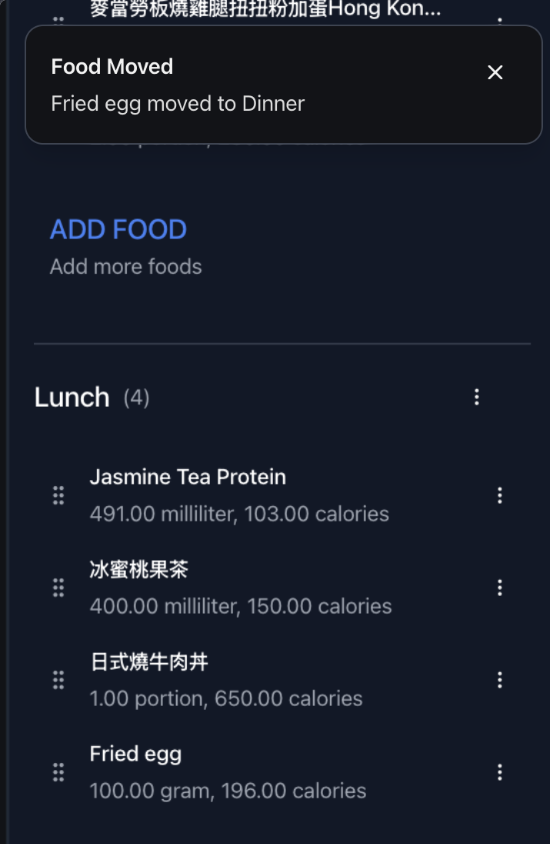 麥當勞板燒雞腿扭扭粉加蛋Hong Kon...
Food Moved
Fried egg moved to Dinner
ADD FOOD
Add more foods
Lunch (4)
Jasmine Tea Protein
491.00 milliliter, 103.00 calories
冰蜜桃果茶
400.00 milliliter, 150.00 calories
日式燒牛肉丼
1.00 portion, 650.00 calories
Fried egg
100.00 gram, 196.00 calories